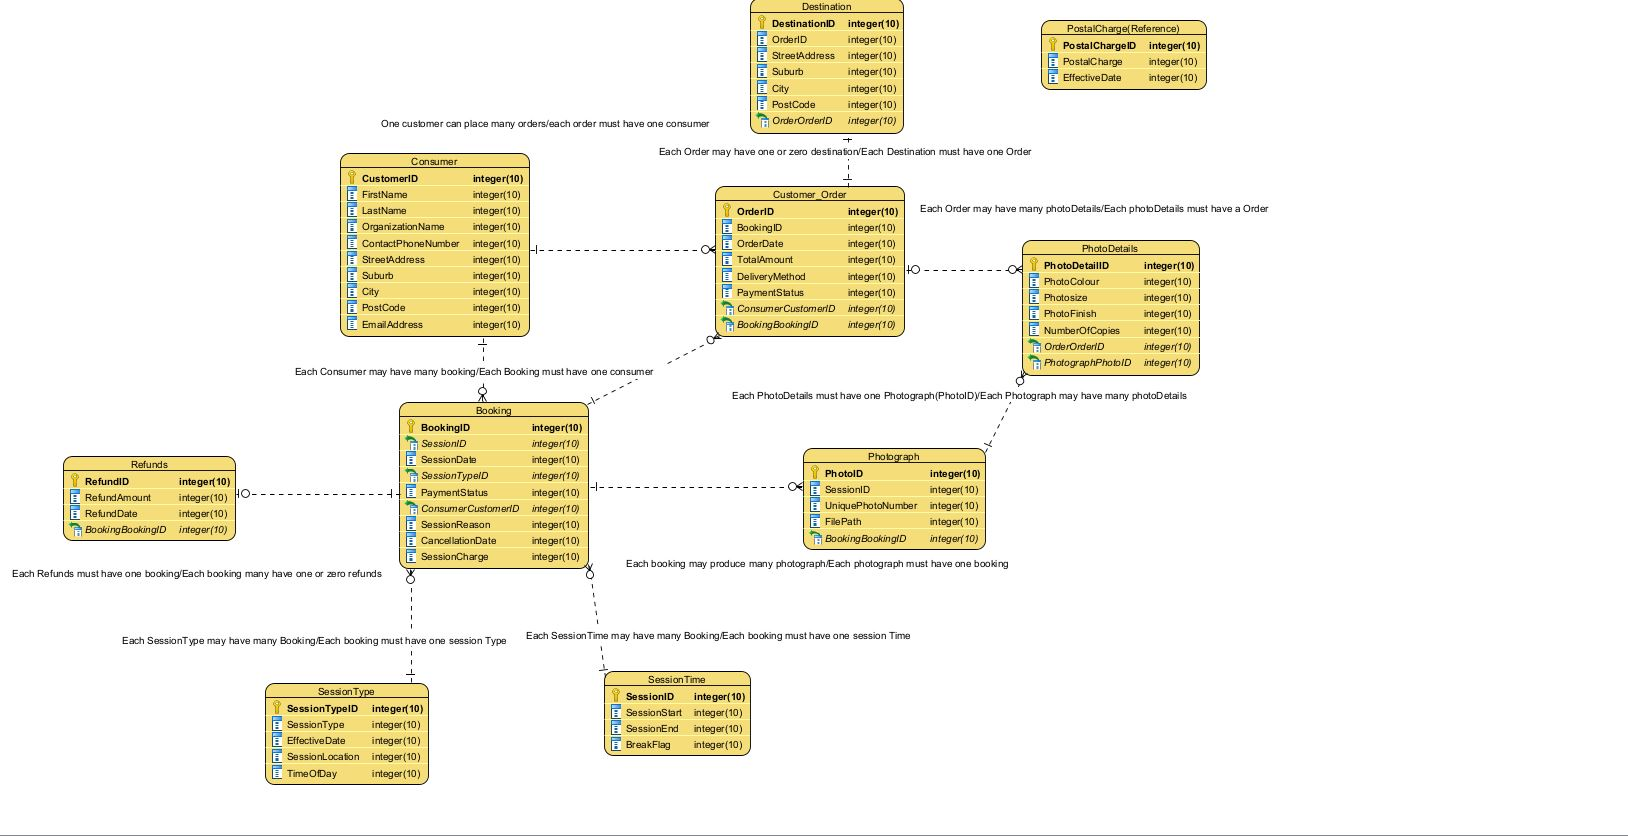 Destination
DestinationID integer(10)
OrderID integer(10)
StreetAddress integer(10)
Suburb integer(10)
City integer(10)
PostCode integer(10)
OrderOrderID integer(10)
PostalCharge(Reference)
PostalChargeID integer(10)
PostalCharge integer(10)
EffectiveDate integer(10)
One customer can place many orders/each order must have one consumer
Each Order may have one or zero destination/Each Destination must have one Order
Consumer
CustomerID integer(10)
FirstName integer(10)
LastName integer(10)
OrganizationName integer(10)
ContactPhoneNumber integer(10)
StreetAddress integer(10)
Suburb integer(10)
City integer(10)
PostCode integer(10)
EmailAddress integer(10)
Customer_Order
OrderID integer(10)
BookingID integer(10)
OrderDate integer(10)
TotalAmount integer(10)
DeliveryMethod integer(10)
PaymentStatus integer(10)
ConsumerCustomerID integer(10)
BookingBookingID integer(10)
Each Order may have many photoDetails/Each photoDetails must have a Order
PhotoDetails
PhotoDetailID integer(10)
PhotoColour integer(10)
Photosize integer(10)
PhotoFinish integer(10)
NumberOfCopies integer(10)
OrderOrderID integer(10)
PhotographPhotoID integer(10)
Each Consumer may have many booking/Each Booking must have one consumer
Each PhotoDetails must have one Photograph(PhotoID)/Each Photograph may have many photoDetails
Booking
BookingID integer(10)
SessionID integer(10)
SessionDate integer(10)
SessionTypeID integer(10)
PaymentStatus integer(10)
ConsumerCustomerID integer(10)
SessionReason integer(10)
CancellationDate integer(10)
SessionCharge integer(10)
Refunds
RefundID integer(10)
RefundAmount integer(10)
RefundDate integer(10)
BookingBookingID integer(10)
Photograph
PhotoID integer(10)
SessionID integer(10)
UniquePhotoNumber integer(10)
FilePath integer(10)
BookingBookingID integer(10)
Each booking may produce many photograph/Each photograph must have one booking
Each Refunds must have one booking/Each booking many have one or zero refunds
Each SessionType may have many Booking/Each booking must have one session Type
Each SessionTime may have many Booking/Each booking must have one session Time
SessionType
SessionTypeID integer(10)
SessionType integer(10)
EffectiveDate integer(10)
SessionLocation integer(10)
TimeOfDay integer(10)
SessionTime
SessionID integer(10)
SessionStart integer(10)
SessionEnd integer(10)
BreakFlag integer(10)